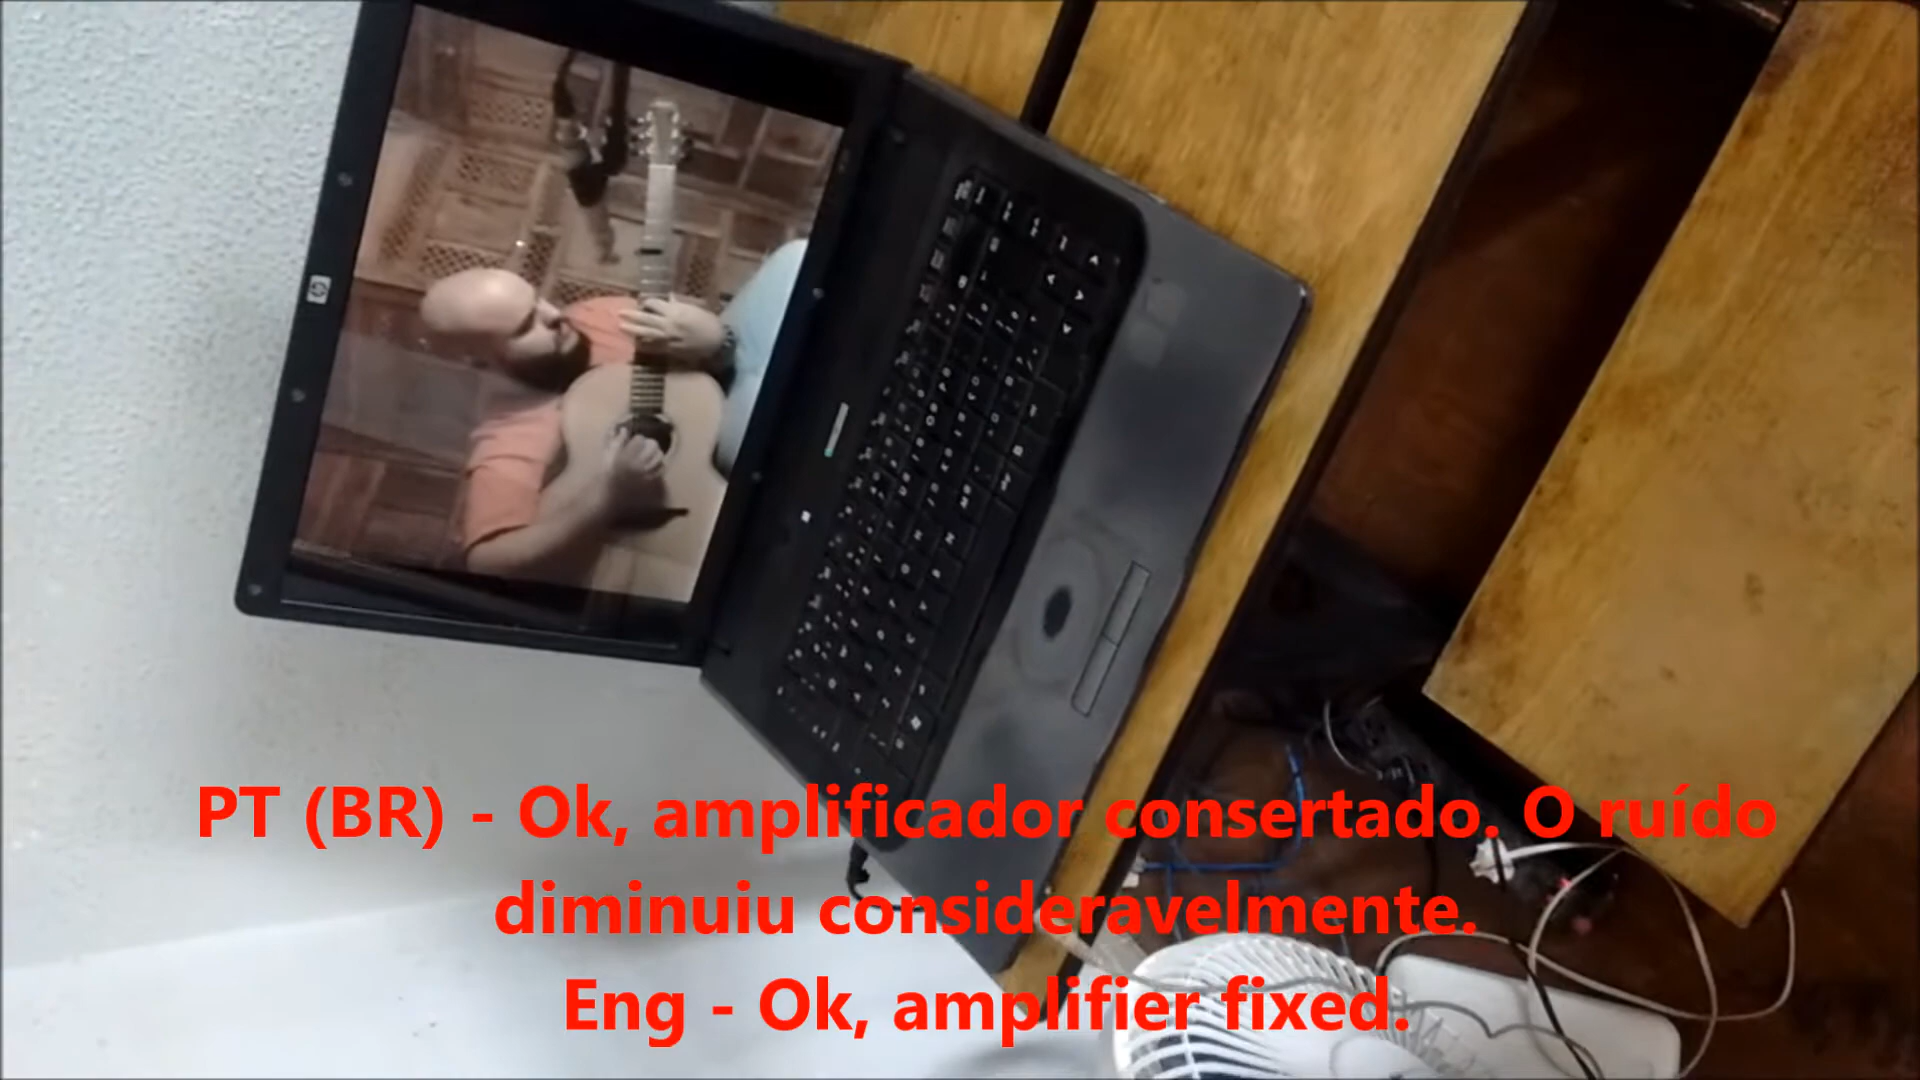 PT (BR) - Ok, amplificador consertado. O ruído
diminuiu consideravelmente.
Eng - Ok, amplifier fixed.